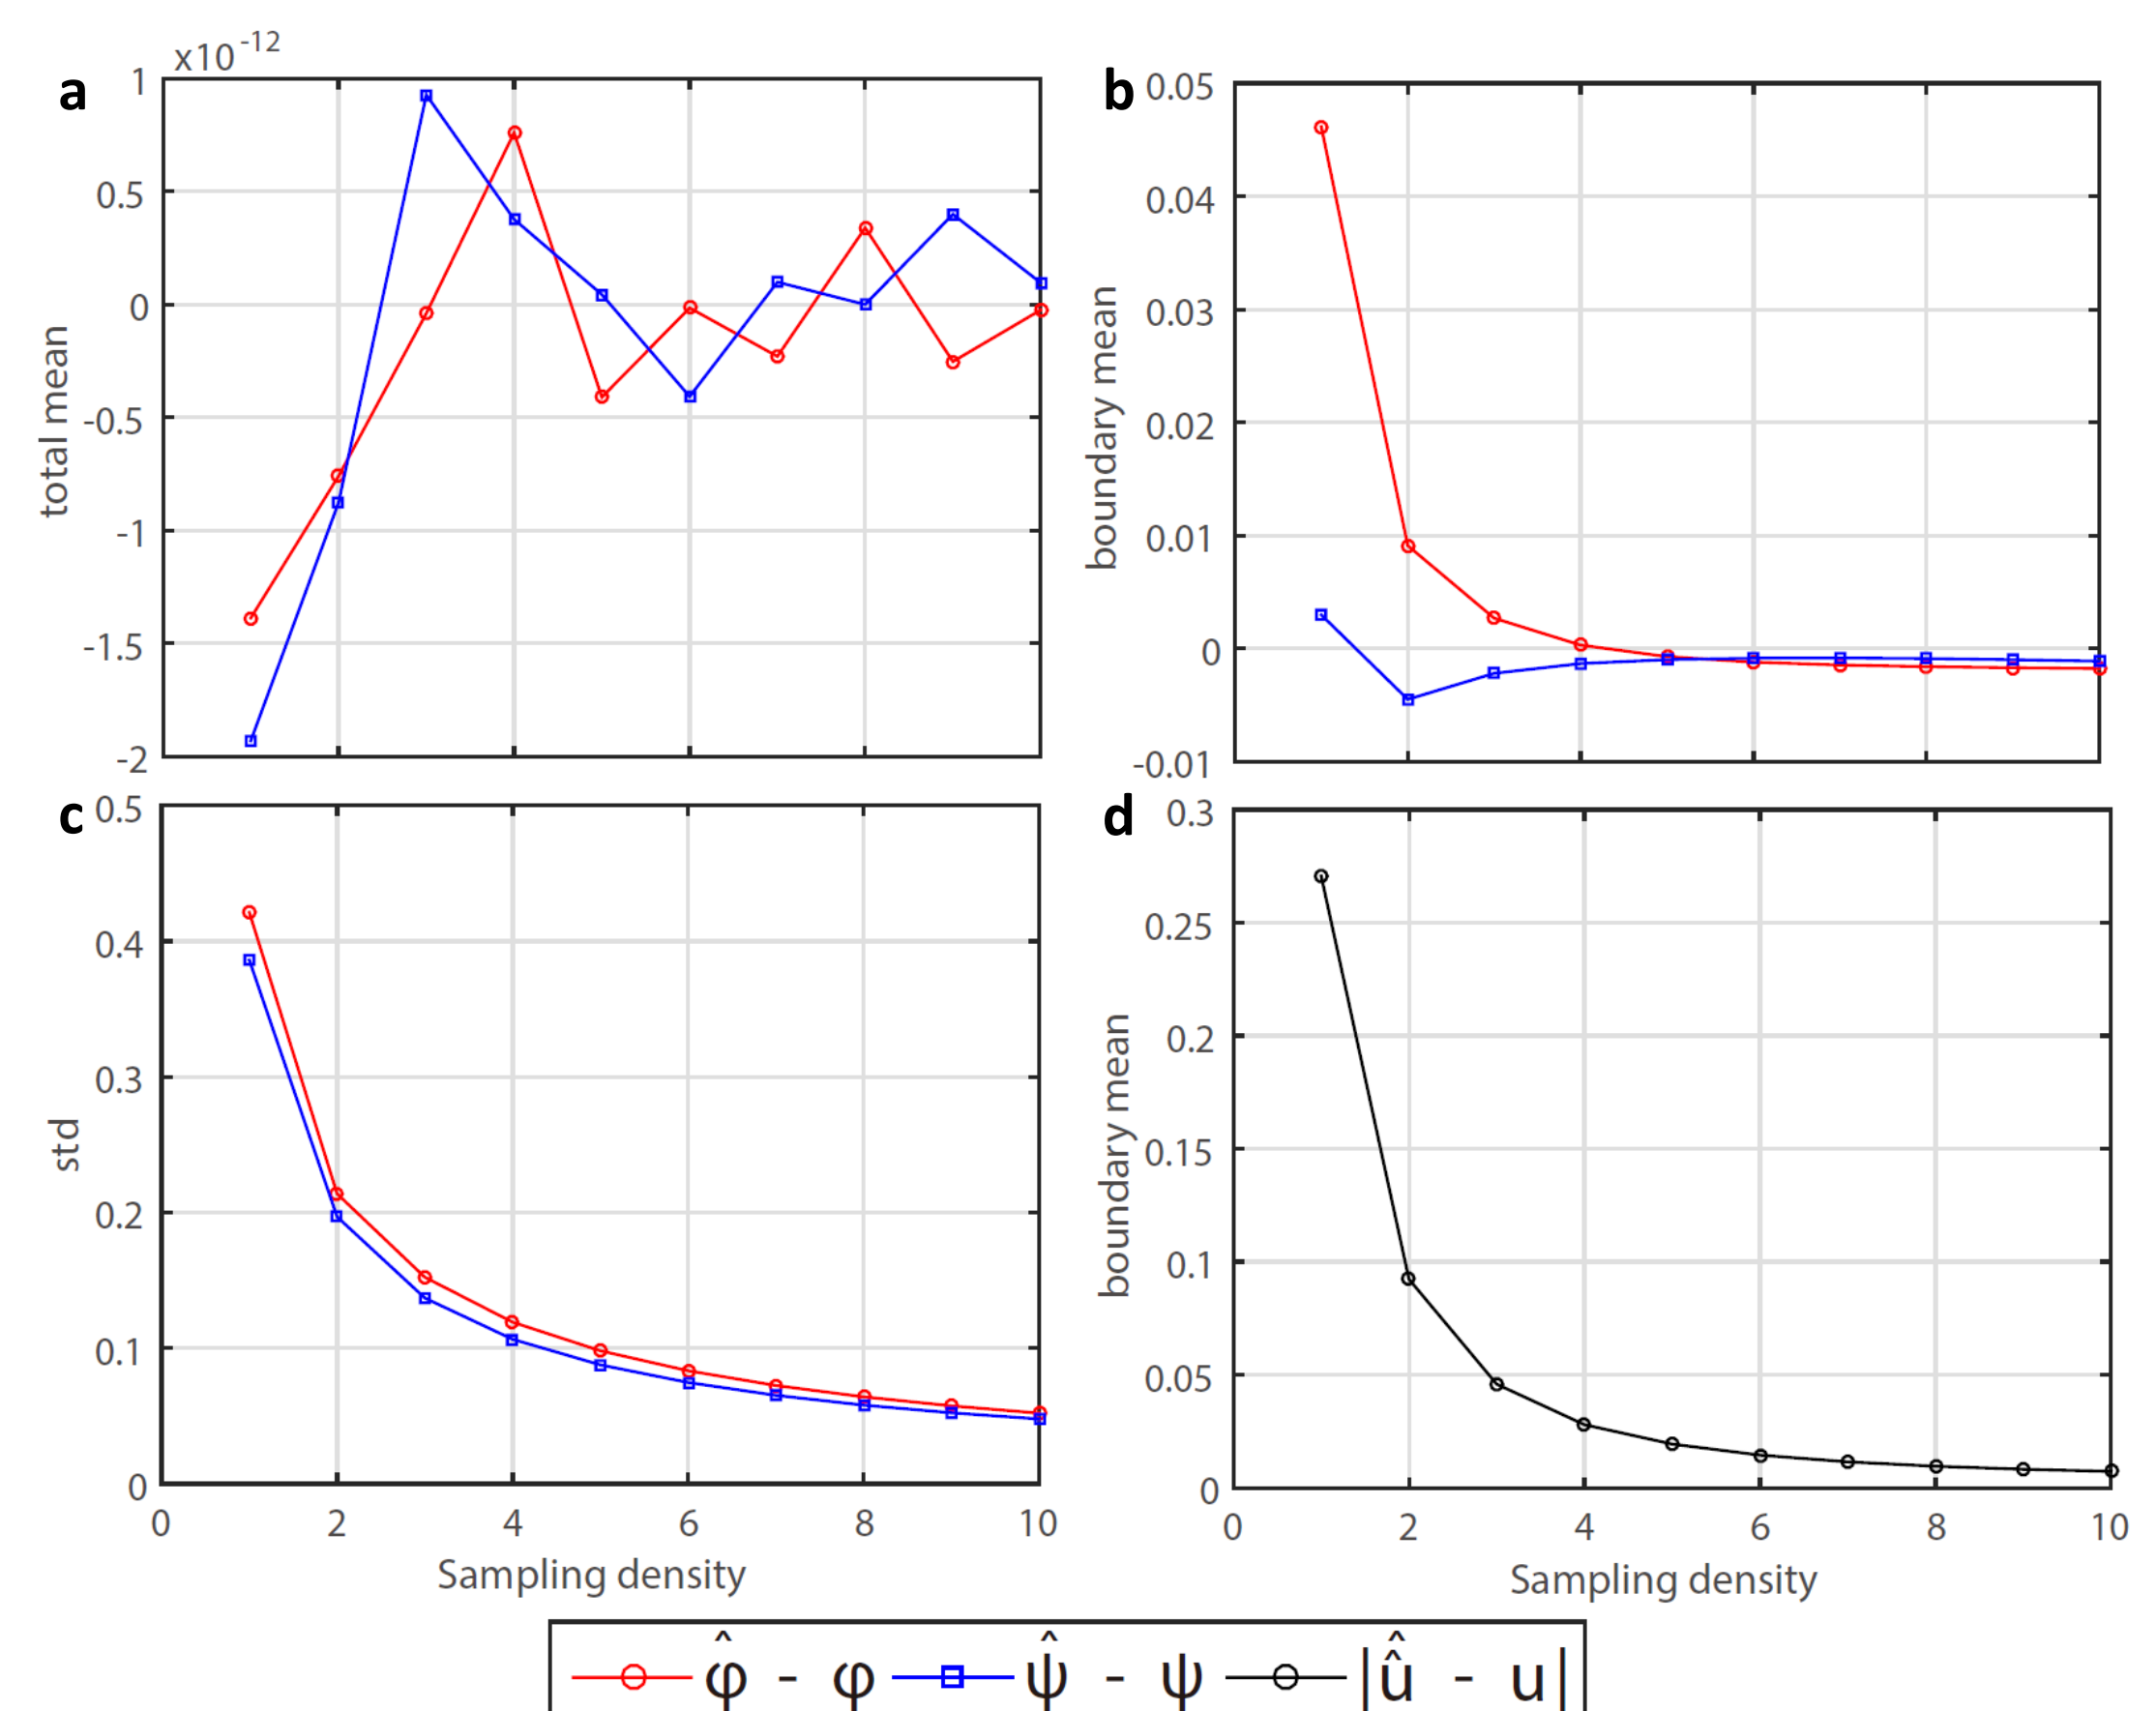 a
x10-12
1
0.5
0
-0.5
-1
-1.5
-2
total mean
b
0.05
0.04
0.03
0.02
0.01
0
-0.01
boundary mean
c
0.5
0.4
0.3
0.2
0.1
0
std
0 2 4 6 8 10
Sampling density
d
0.3
0.25
0.2
0.15
0.1
0.05
0
boundary mean
0 2 4 6 8 10
Sampling density
φ̂ - φ ψ̂ - ψ |û̂ - u|